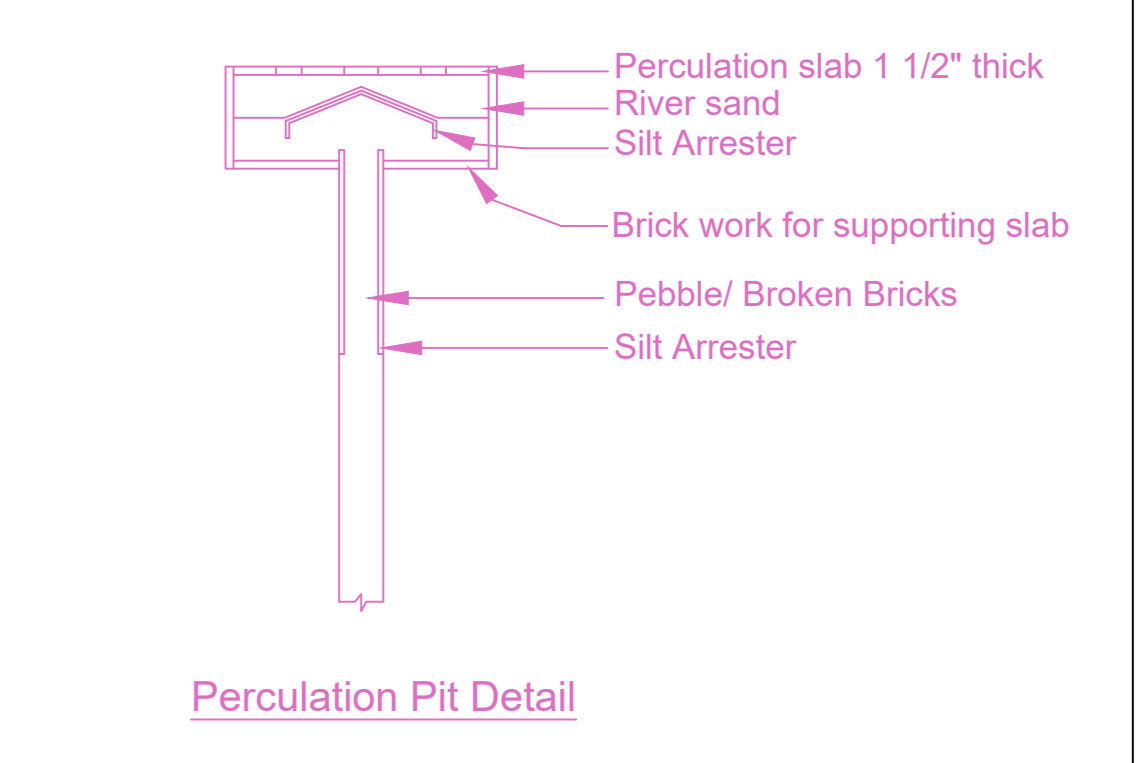 Perculation slab 1 1/2" thick
River sand
Silt Arrester
Brick work for supporting slab
Pebble/ Broken Bricks
Silt Arrester
Perculation Pit Detail